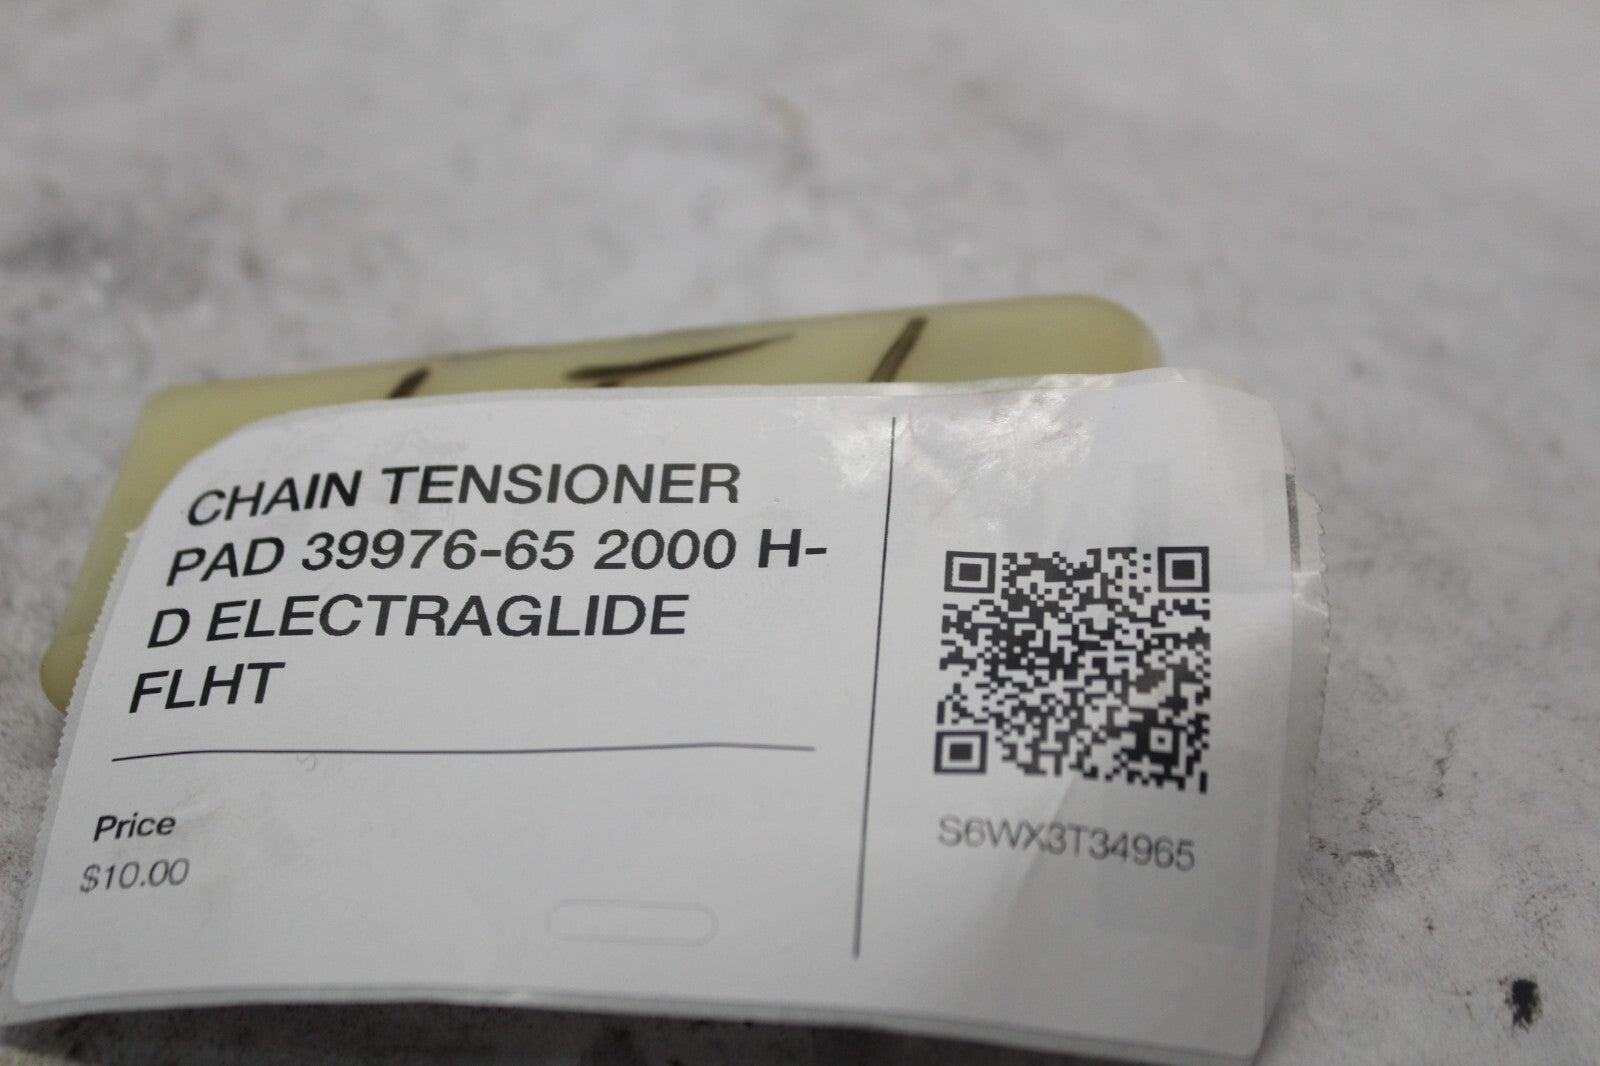 CHAIN TENSIONER
PAD 39976-65 2000 H-
D ELECTRAGLIDE
FLHT
Price
$10.00
S6WX3T34965